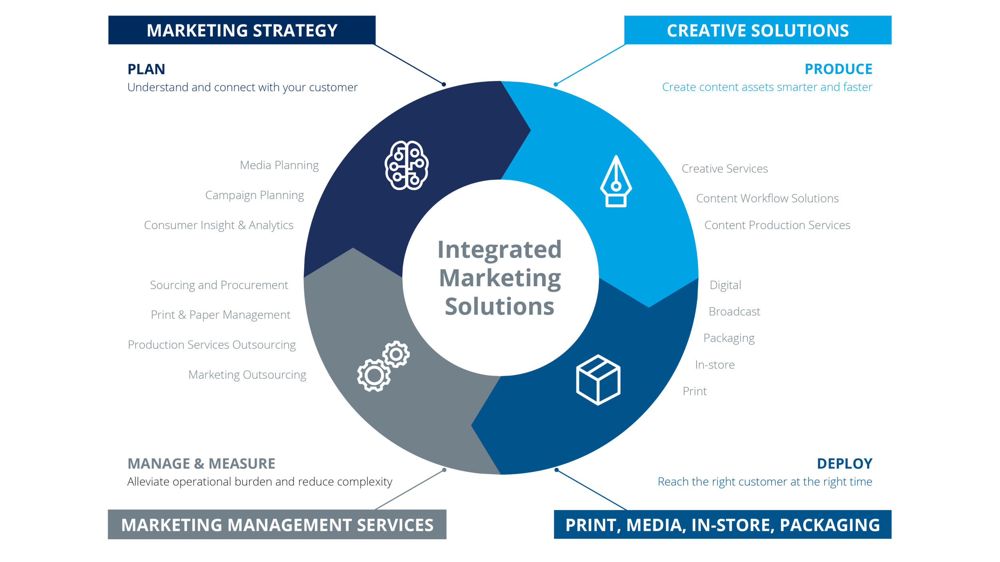 MARKETING STRATEGY
PLAN
Understand and connect with your customer
Media Planning
Campaign Planning
Consumer Insight & Analytics
CREATIVE SOLUTIONS
PRODUCE
Create content assets smarter and faster
Creative Services
Content Workflow Solutions
Content Production Services
Integrated
Marketing
Solutions
Sourcing and Procurement
Print & Paper Management
Production Services Outsourcing
Marketing Outsourcing
MANAGE & MEASURE
Alleviate operational burden and reduce complexity
MARKETING MANAGEMENT SERVICES
Digital
Broadcast
Packaging
In-store
Print
DEPLOY
Reach the right customer at the right time
PRINT, MEDIA, IN-STORE, PACKAGING